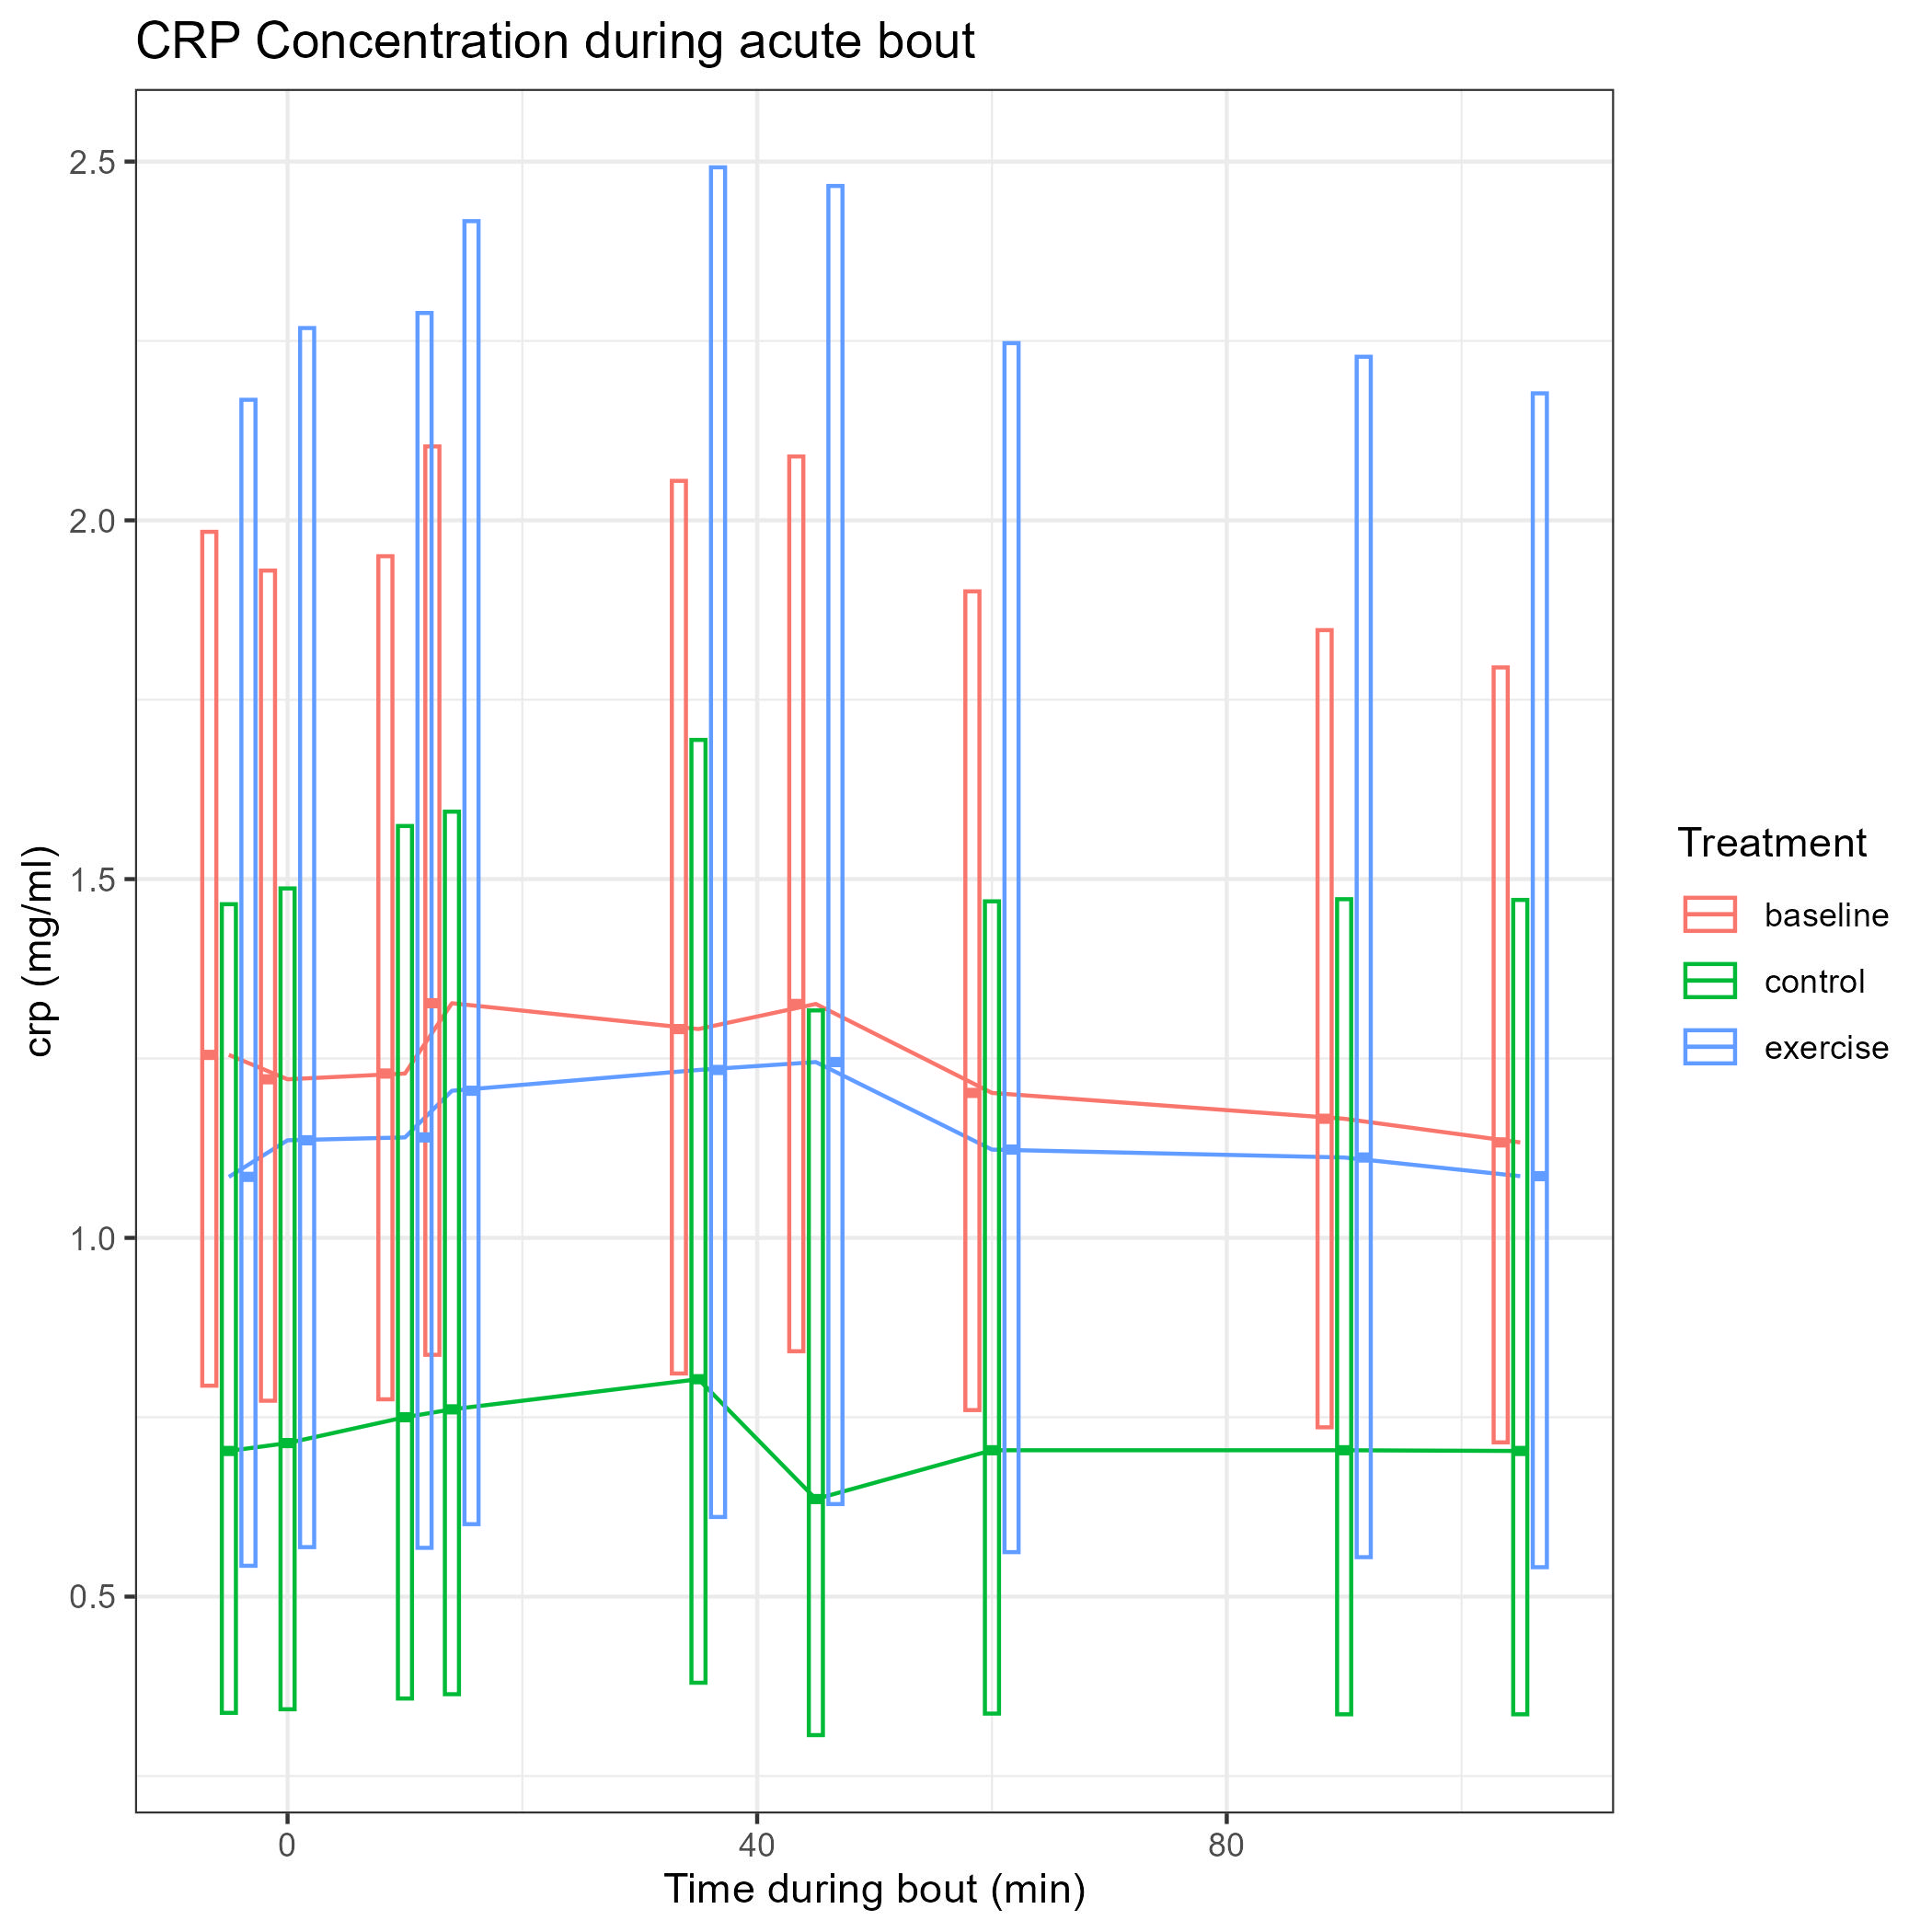 CRP Concentration during acute bout
crp (mg/ml)
2.5
2.0
1.5
1.0
0.5
0
40
80
Time during bout (min)
Treatment
baseline
control
exercise